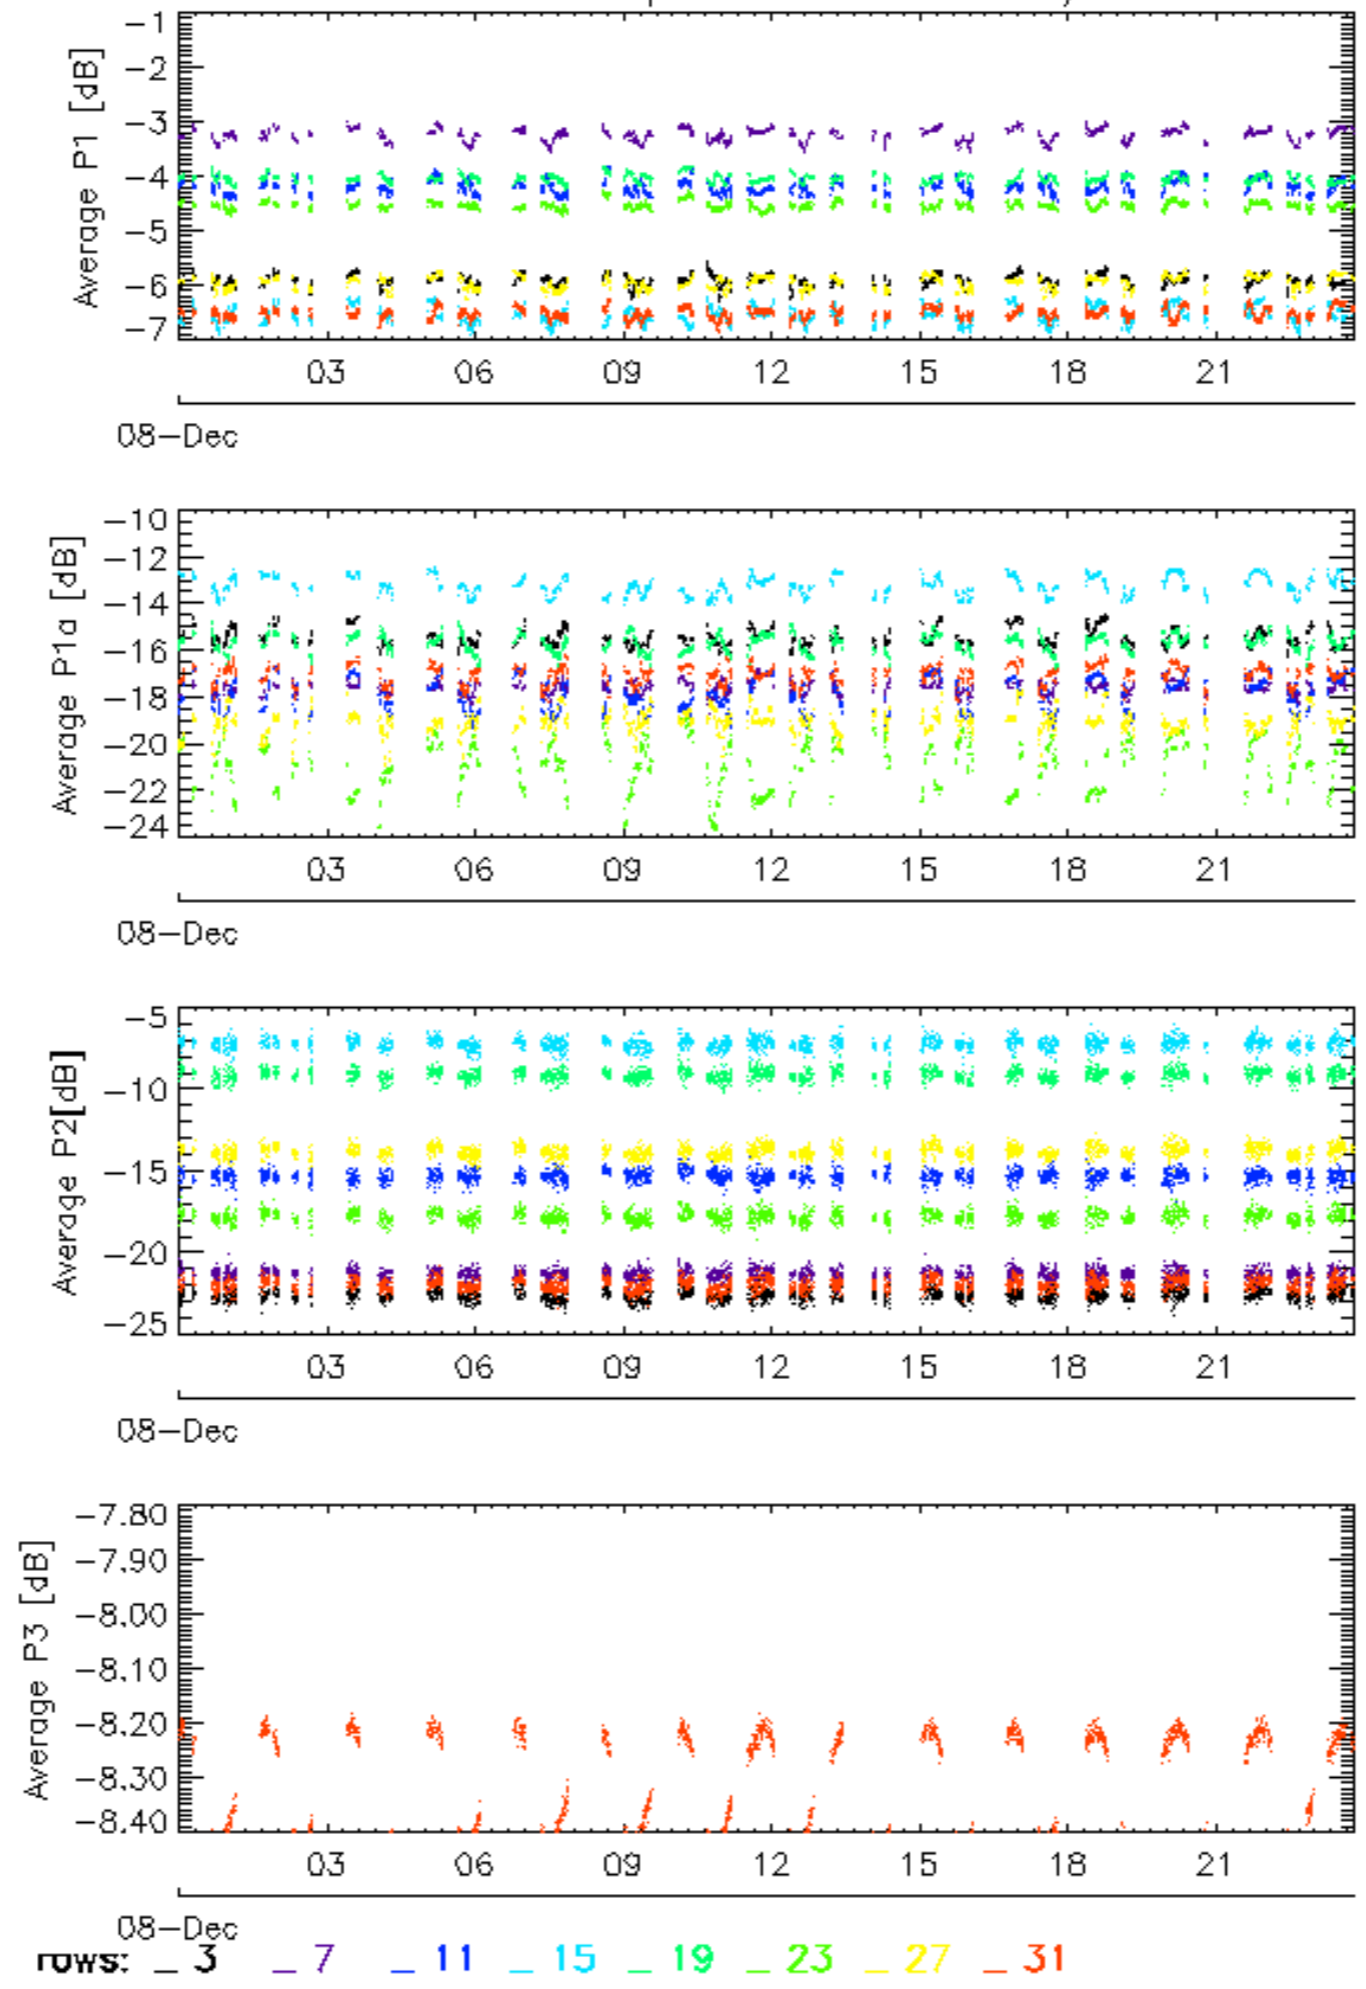 Average P1 [dB]
-1
-2
-3
-4
-5
-6
-7
03 06 09 12 15 18 21
08-Dec
Average P1a [dB]
-10
-12
-14
-16
-18
-20
-22
-24
03 06 09 12 15 18 21
08-Dec
Average P2[dB]
-5
-10
-15
-20
-25
03 06 09 12 15 18 21
08-Dec
Average P3 [dB]
-7.80
-7.90
-8.00
-8.10
-8.20
-8.30
-8.40
03 06 09 12 15 18 21
08-Dec
rows: _ 3 _ 7 _ 11 _ 15 _ 19 _ 23 _ 27 _ 31